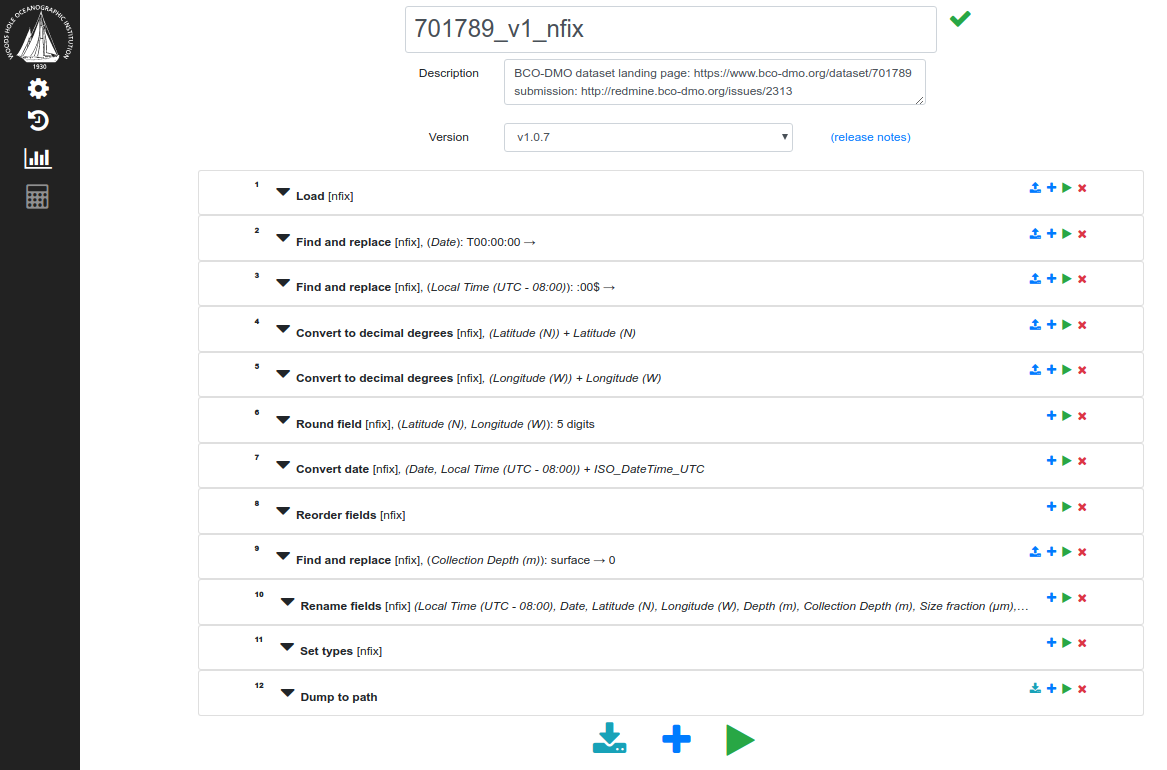 WOODS HOLE OCEANOGRAPHIC INSTITUTION
1930
701789_v1_nfix
Description
BCO-DMO dataset landing page: https://www.bco-dmo.org/dataset/701789
submission: http://redmine.bco-dmo.org/issues/2313
Version v1.0.7 (release notes)
1 Load [nfix]
2 Find and replace [nfix], (Date): T00:00:00 →
3 Find and replace [nfix], (Local Time (UTC - 08:00)): :00$ →
4 Convert to decimal degrees [nfix], (Latitude (N)) + Latitude (N)
5 Convert to decimal degrees [nfix], (Longitude (W)) + Longitude (W)
6 Round field [nfix], (Latitude (N), Longitude (W)): 5 digits
7 Convert date [nfix], (Date, Local Time (UTC - 08:00)) + ISO_DateTime_UTC
8 Reorder fields [nfix]
9 Find and replace [nfix], (Collection Depth (m)): surface → 0
10 Rename fields [nfix] (Local Time (UTC - 08:00), Date, Latitude (N), Longitude (W), Depth (m), Collection Depth (m), Size fraction (μm),...
11 Set types [nfix]
12 Dump to path